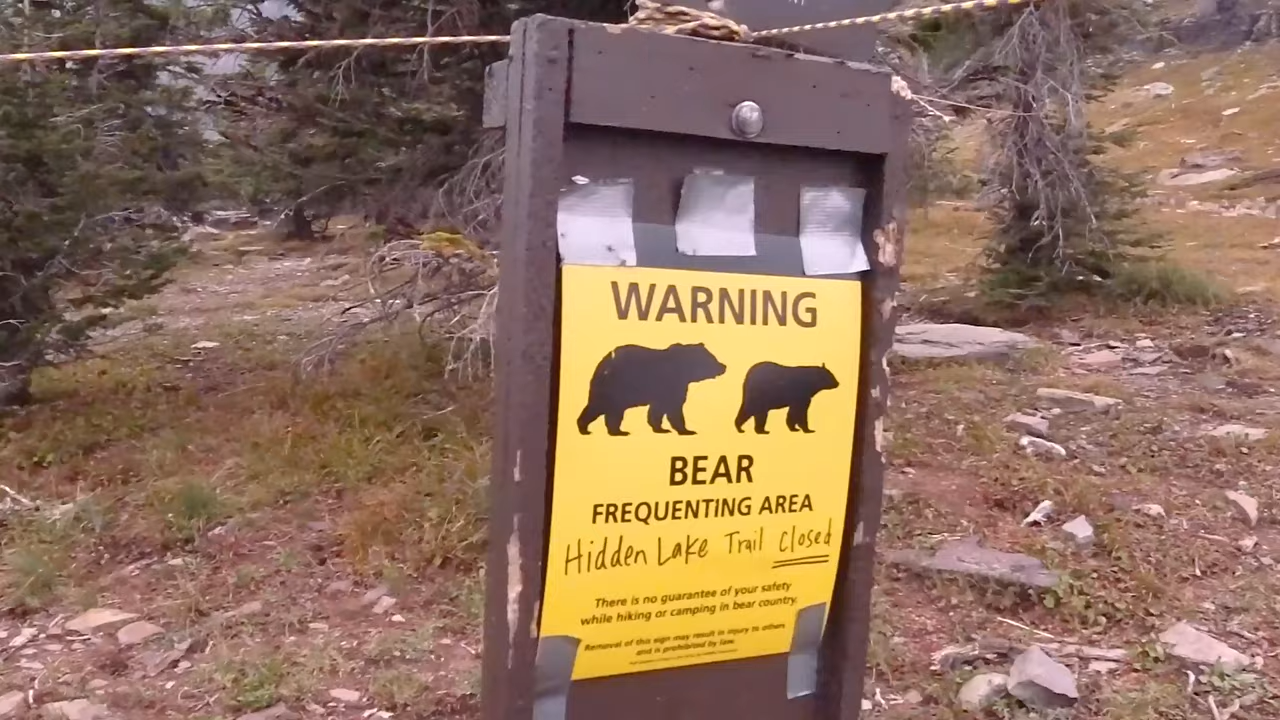 WARNING
BEAR
FREQUENTING AREA
Hidden Lake Trail closed
There is no guarantee of your safety
while hiking or camping in bear country.
Removal of this sign may result in injury to others
and is prohibited by law.